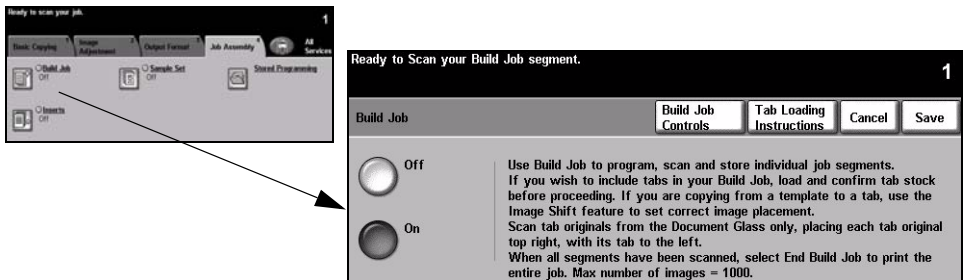 Ready to scan your job.
1
Basic Copying
Image
Adjustment
Output Format
Job Assembly
All
Services
Build Job
Off
Sample Set
Off
Stored Programming
Inserts
Off
Ready to Scan your Build Job segment.
1
Build Job
Build Job
Controls
Tab Loading
Instructions
Cancel
Save
Off
On
Use Build Job to program, scan and store individual job segments.
If you wish to include tabs in your Build Job, load and confirm tab stock
before proceeding. If you are copying from a template to a tab, use the
Image Shift feature to set correct image placement.
Scan tab originals from the Document Glass only, placing each tab original
top right, with its tab to the left.
When all segments have been scanned, select End Build Job to print the
entire job. Max number of images = 1000.